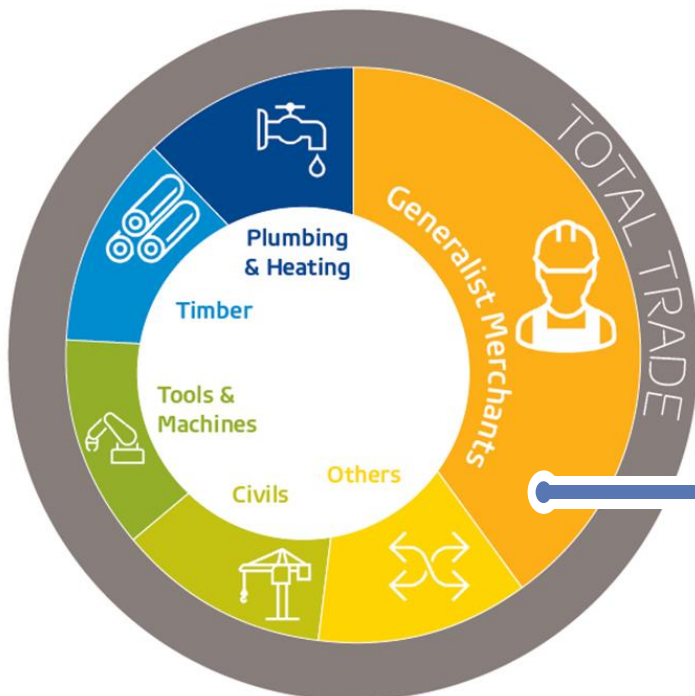 TOTAL TRADE
Generalist Merchants
Plumbing
& Heating
Timber
Tools &
Machines
Others
Civils